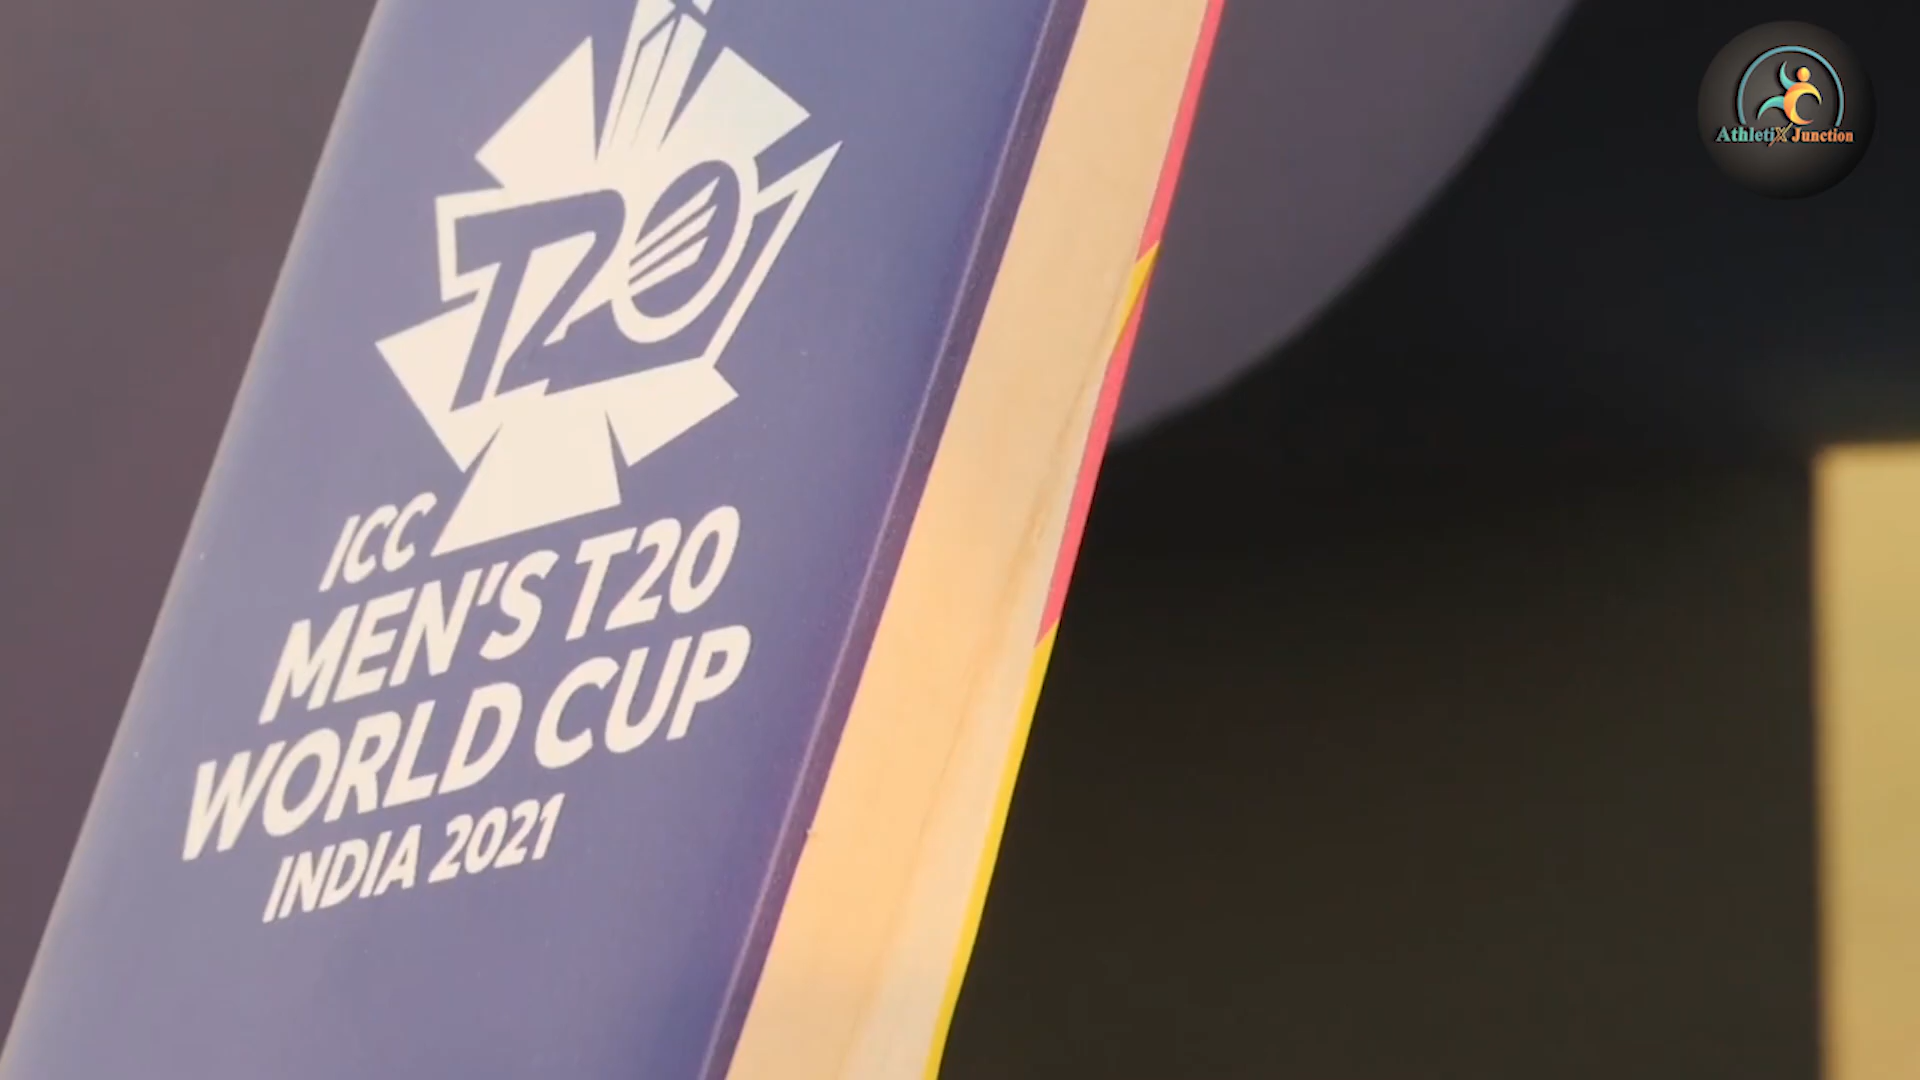 T20
ICC
MEN'S T20
WORLD CUP
INDIA 2021
AthletiX Junction